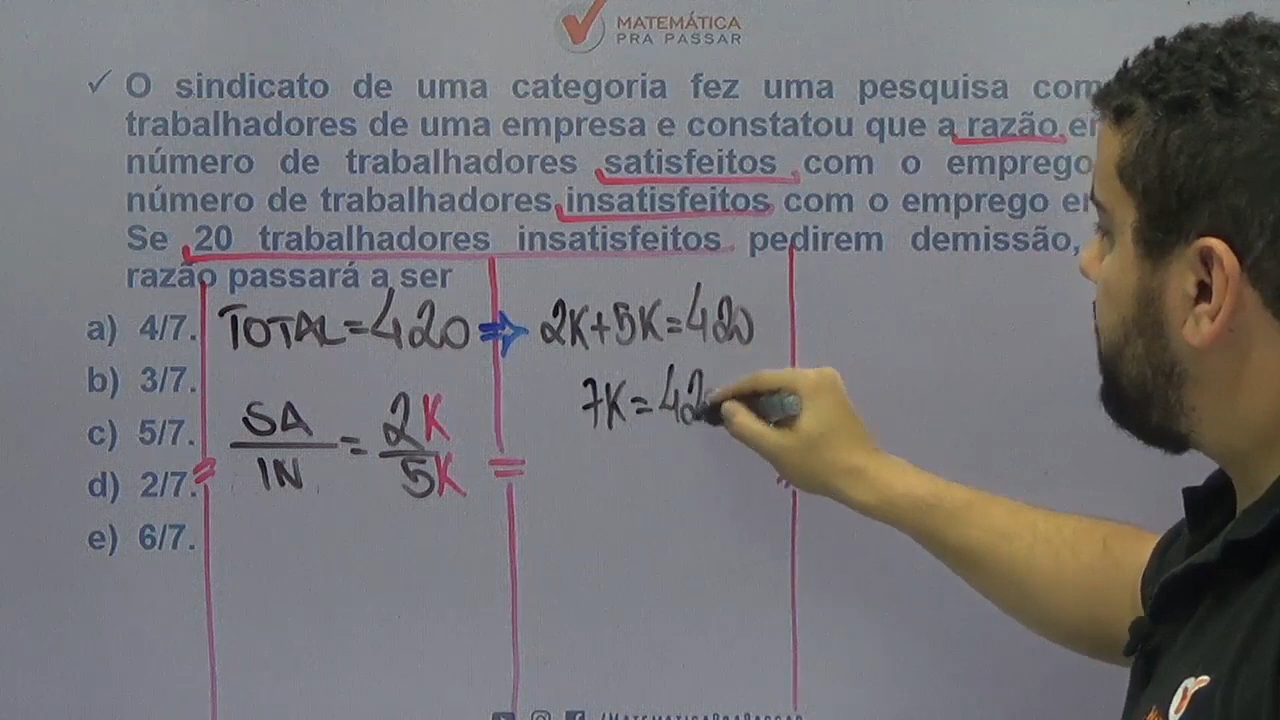 MATEMÁTICA
PRA PASSAR
✓ O sindicato de uma categoria fez uma pesquisa com
trabalhadores de uma empresa e constatou que a razão
número de trabalhadores satisfeitos com o emprego
número de trabalhadores insatisfeitos com o emprego
Se 20 trabalhadores insatisfeitos pedirem demissão,
razão passará a ser
a) 4/7.
b) 3/7.
c) 5/7.
d) 2/7.
e) 6/7.
TOTAL=420 ⇒ 2K+5K=420
7K=420
SA/IN = 2K/5K
/MATEMATICAPRAPASSAR